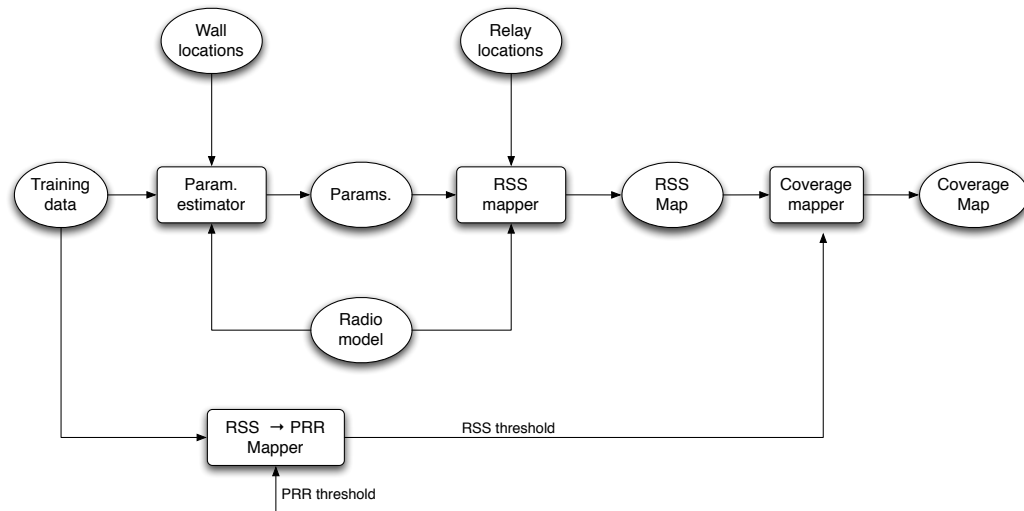 Wall
locations
Relay
locations
Training
data
Param.
estimator
Params.
RSS
mapper
RSS
Map
Coverage
mapper
Coverage
Map
Radio
model
RSS → PRR
Mapper
RSS threshold
PRR threshold